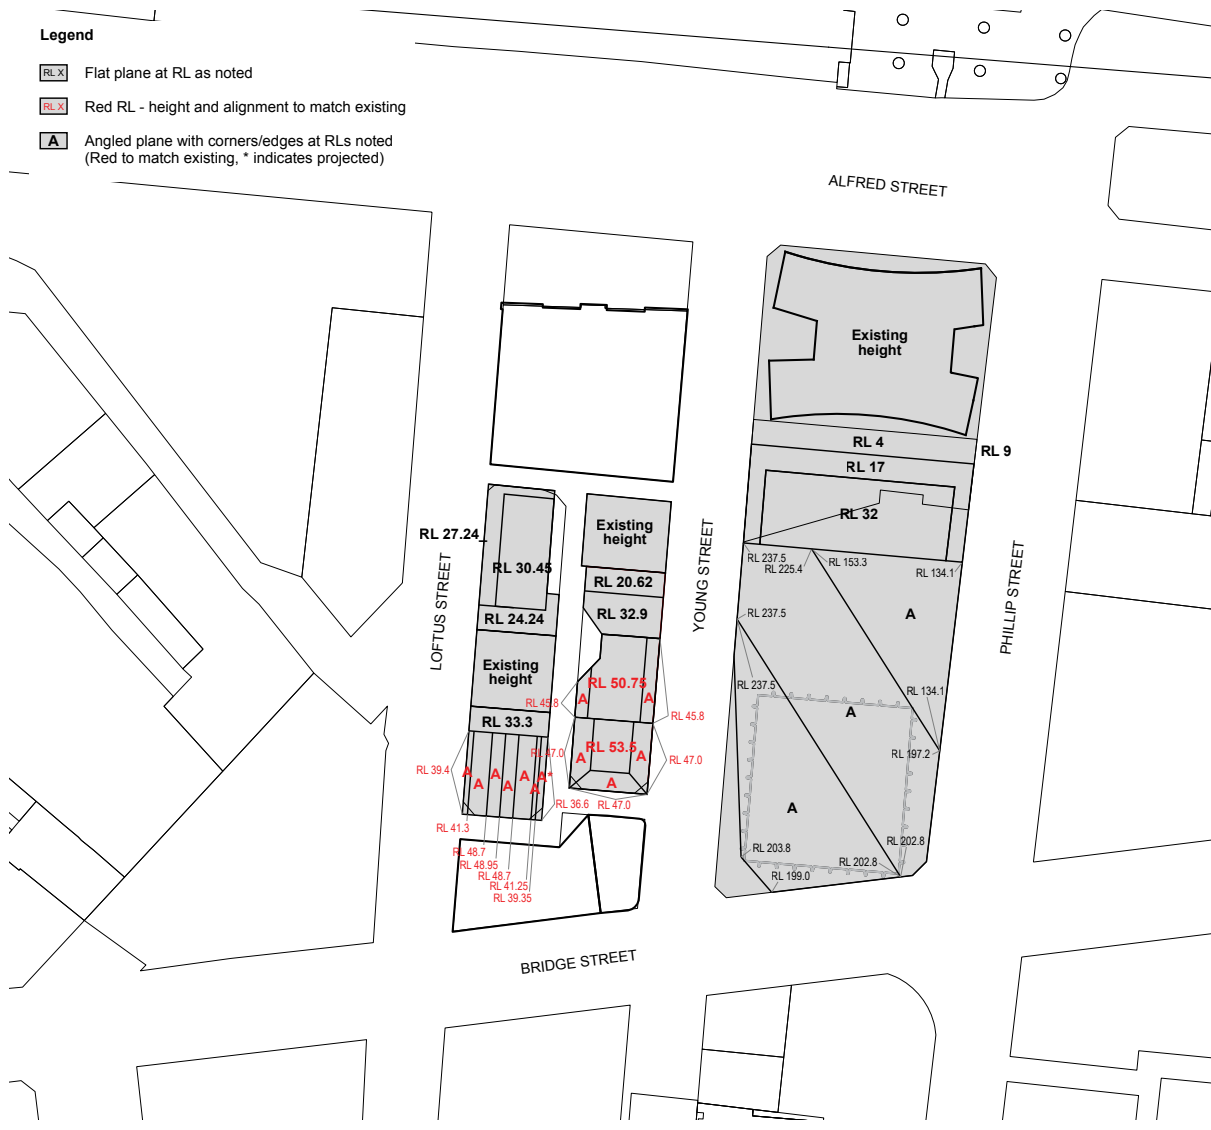 Legend
RL X Flat plane at RL as noted
RL X Red RL - height and alignment to match existing
A Angled plane with corners/edges at RLs noted
(Red to match existing, * indicates projected)
ALFRED STREET
Existing
height
RL 4
RL 9
RL 17
RL 32
RL 27.24
RL 30.45
RL 24.24
Existing
height
RL 33.3
Existing
height
RL 20.62
RL 32.9
RL 50.75
A
A
RL 45.8
RL 45.8
RL 53.5
RL 47.0
RL 47.0
A
A
A
RL 47.0
RL 39.4
A
A
A
A
A
A
A*
RL 36.6
RL 41.3
RL 48.7
RL 48.95
RL 48.7
RL 41.25
RL 39.35
LOFTUS STREET
YOUNG STREET
PHILLIP STREET
BRIDGE STREET
RL 237.5
RL 225.4
RL 153.3
RL 134.1
A
RL 237.5
RL 237.5
RL 134.1
A
RL 197.2
A
RL 203.8
RL 202.8
RL 202.8
RL 199.0